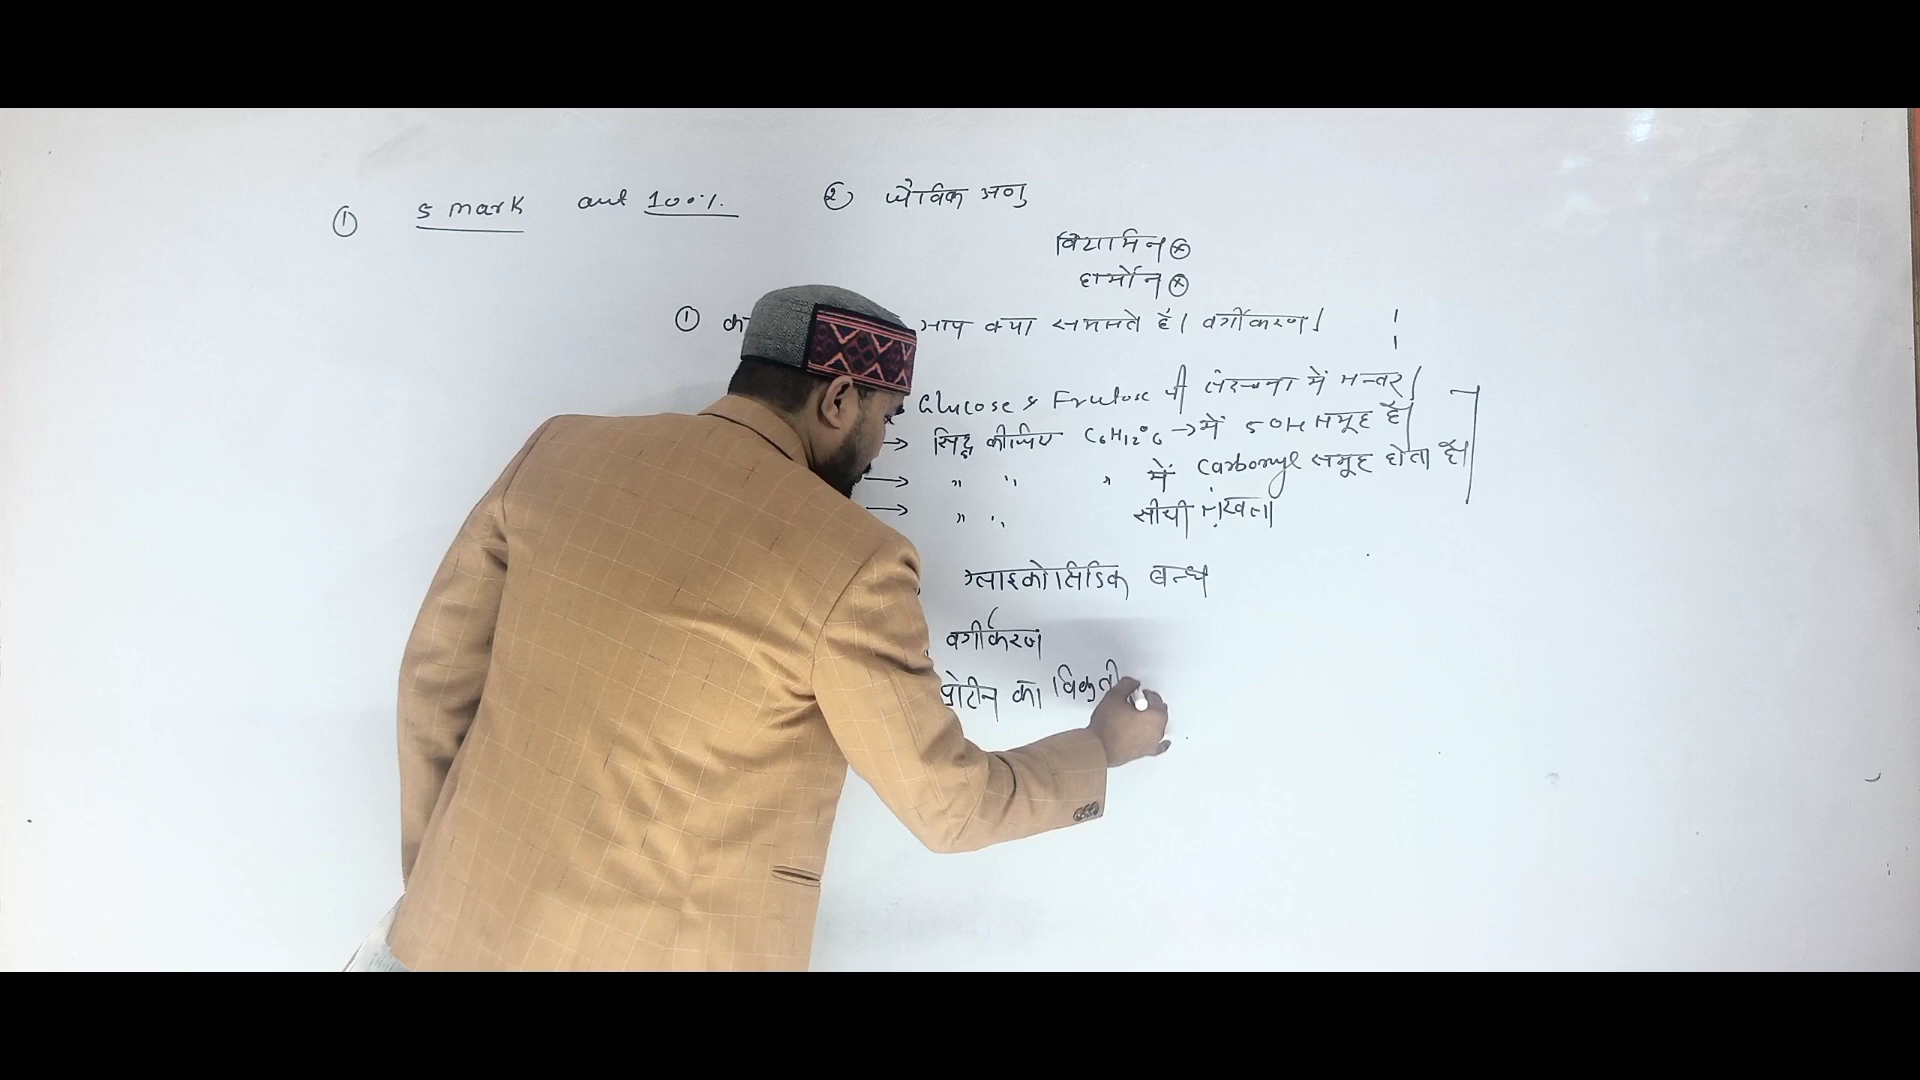 ① 5 mark out 100% ② जैविक अणु
विटामिन ⊗
हार्मोन ⊗
① आप क्या समझते हैं। वर्गीकरण।
Glucose & Fructose की संरचना में अन्तर।
→ सिद्ध कीजिए C₆H₁₂O₆ → में 5 OH समूह है।
→ " " " में Carbonyl समूह होता है।
→ " " सीधी श्रृंखला
ग्लाइकोसिडिक बन्ध
वर्गीकरण
प्रोटीन का विकृती